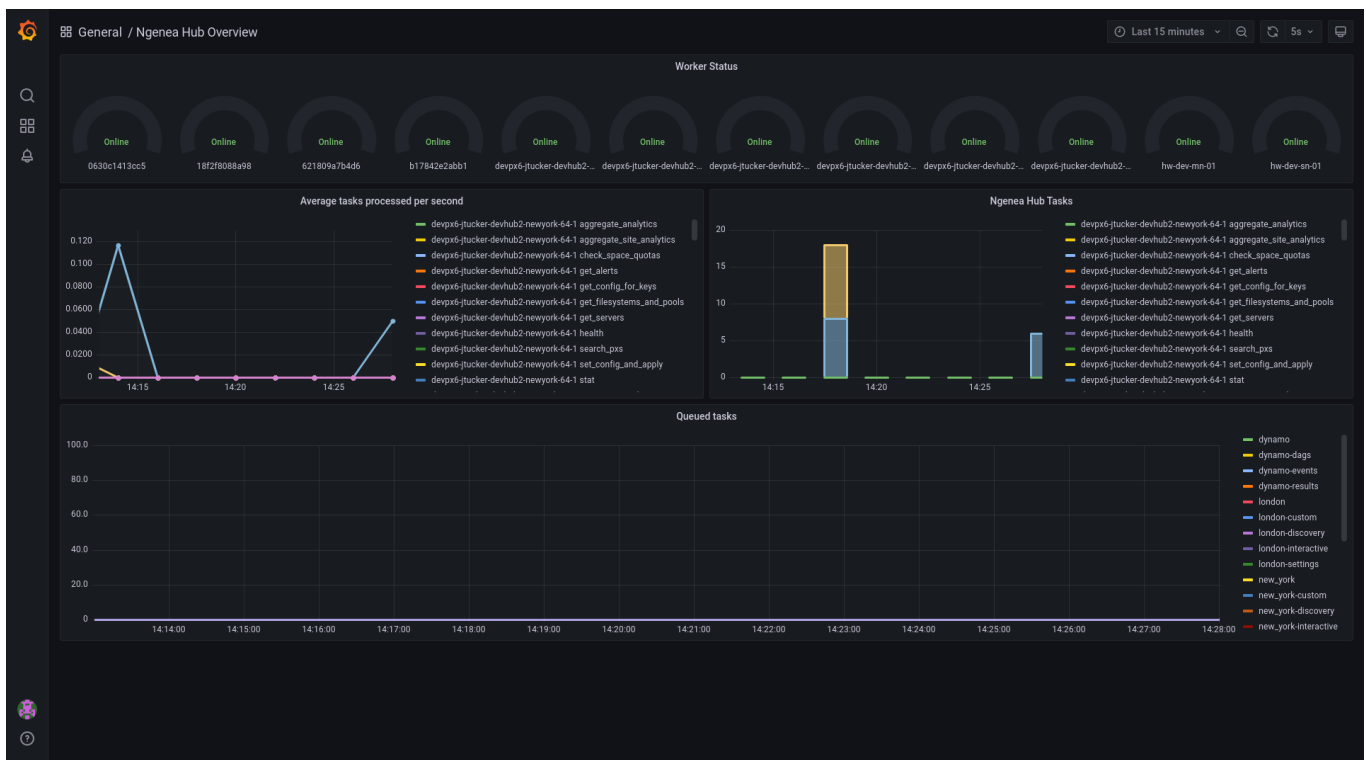 General / Ngenea Hub Overview
Last 15 minutes
5s
Worker Status
Online Online Online Online Online Online Online Online Online Online Online Online
0630c1413cc5 18f2f8088a98 621809a7b4d6 b17842e2abb1 devpx6-jtucker-devhub2-... devpx6-jtucker-devhub2-... devpx6-jtucker-devhub2-... devpx6-jtucker-devhub2-... devpx6-jtucker-devhub2-... devpx6-jtucker-devhub2-... hw-dev-mn-01 hw-dev-sn-01
Average tasks processed per second
0.120
0.100
0.0800
0.0600
0.0400
0.0200
0
14:15 14:20 14:25
devpx6-jtucker-devhub2-newyork-64-1 aggregate_analytics
devpx6-jtucker-devhub2-newyork-64-1 aggregate_site_analytics
devpx6-jtucker-devhub2-newyork-64-1 check_space_quotas
devpx6-jtucker-devhub2-newyork-64-1 get_alerts
devpx6-jtucker-devhub2-newyork-64-1 get_config_for_keys
devpx6-jtucker-devhub2-newyork-64-1 get_filesystems_and_pools
devpx6-jtucker-devhub2-newyork-64-1 get_servers
devpx6-jtucker-devhub2-newyork-64-1 health
devpx6-jtucker-devhub2-newyork-64-1 search_pxs
devpx6-jtucker-devhub2-newyork-64-1 set_config_and_apply
devpx6-jtucker-devhub2-newyork-64-1 stat
Ngenea Hub Tasks
20
15
10
5
0
14:15 14:20 14:25
devpx6-jtucker-devhub2-newyork-64-1 aggregate_analytics
devpx6-jtucker-devhub2-newyork-64-1 aggregate_site_analytics
devpx6-jtucker-devhub2-newyork-64-1 check_space_quotas
devpx6-jtucker-devhub2-newyork-64-1 get_alerts
devpx6-jtucker-devhub2-newyork-64-1 get_config_for_keys
devpx6-jtucker-devhub2-newyork-64-1 get_filesystems_and_pools
devpx6-jtucker-devhub2-newyork-64-1 get_servers
devpx6-jtucker-devhub2-newyork-64-1 health
devpx6-jtucker-devhub2-newyork-64-1 search_pxs
devpx6-jtucker-devhub2-newyork-64-1 set_config_and_apply
devpx6-jtucker-devhub2-newyork-64-1 stat
Queued tasks
100.0
80.0
60.0
40.0
20.0
0
14:14:00 14:15:00 14:16:00 14:17:00 14:18:00 14:19:00 14:20:00 14:21:00 14:22:00 14:23:00 14:24:00 14:25:00 14:26:00 14:27:00 14:28:00
dynamo
dynamo-dags
dynamo-events
dynamo-results
london
london-custom
london-discovery
london-interactive
london-settings
new_york
new_york-custom
new_york-discovery
new_york-interactive